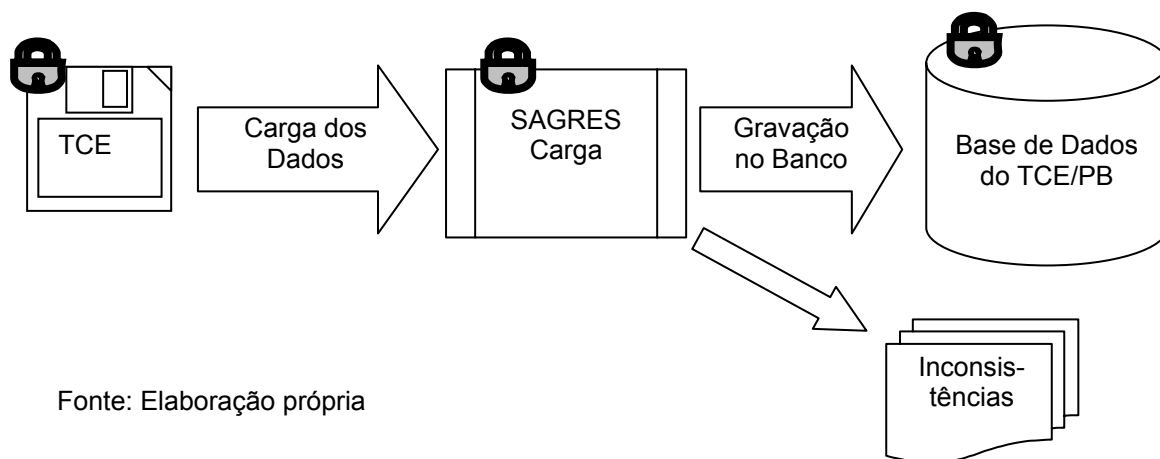 TCE
Carga dos
Dados
SAGRES
Carga
Gravação
no Banco
Base de Dados
do TCE/PB
Inconsis-
tências
Fonte: Elaboração própria